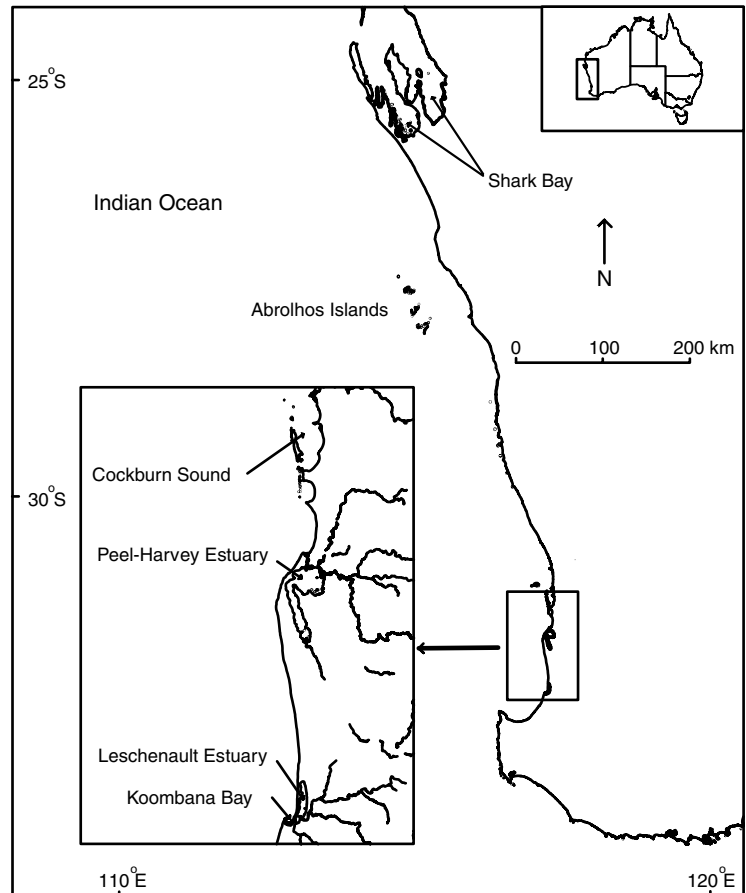 25°S
Shark Bay
Indian Ocean
N
Abrolhos Islands
0 100 200 km
Cockburn Sound
30°S
Peel-Harvey Estuary
Leschenault Estuary
Koombana Bay
110°E 120°E